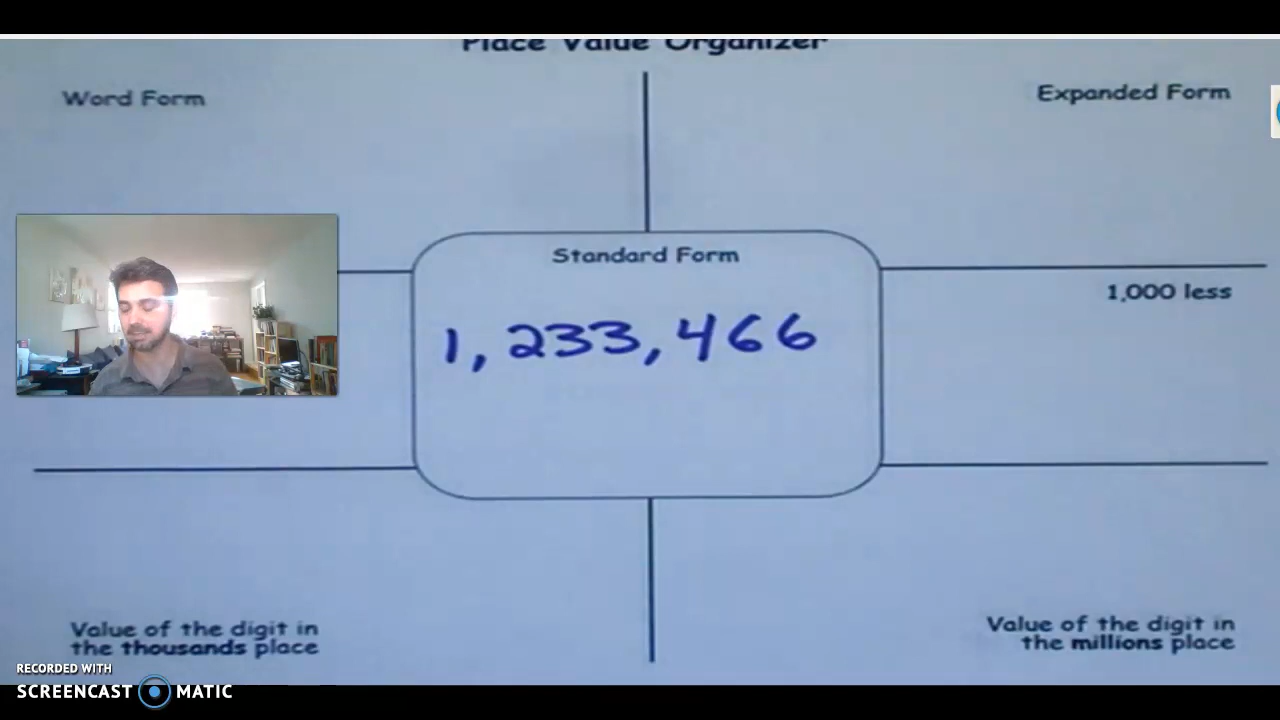 Place Value Organizer
Word Form
Expanded Form
Standard Form
1,000 less
1,233,466
Value of the digit in
the thousands place
Value of the digit in
the millions place
RECORDED WITH
SCREENCAST MATIC